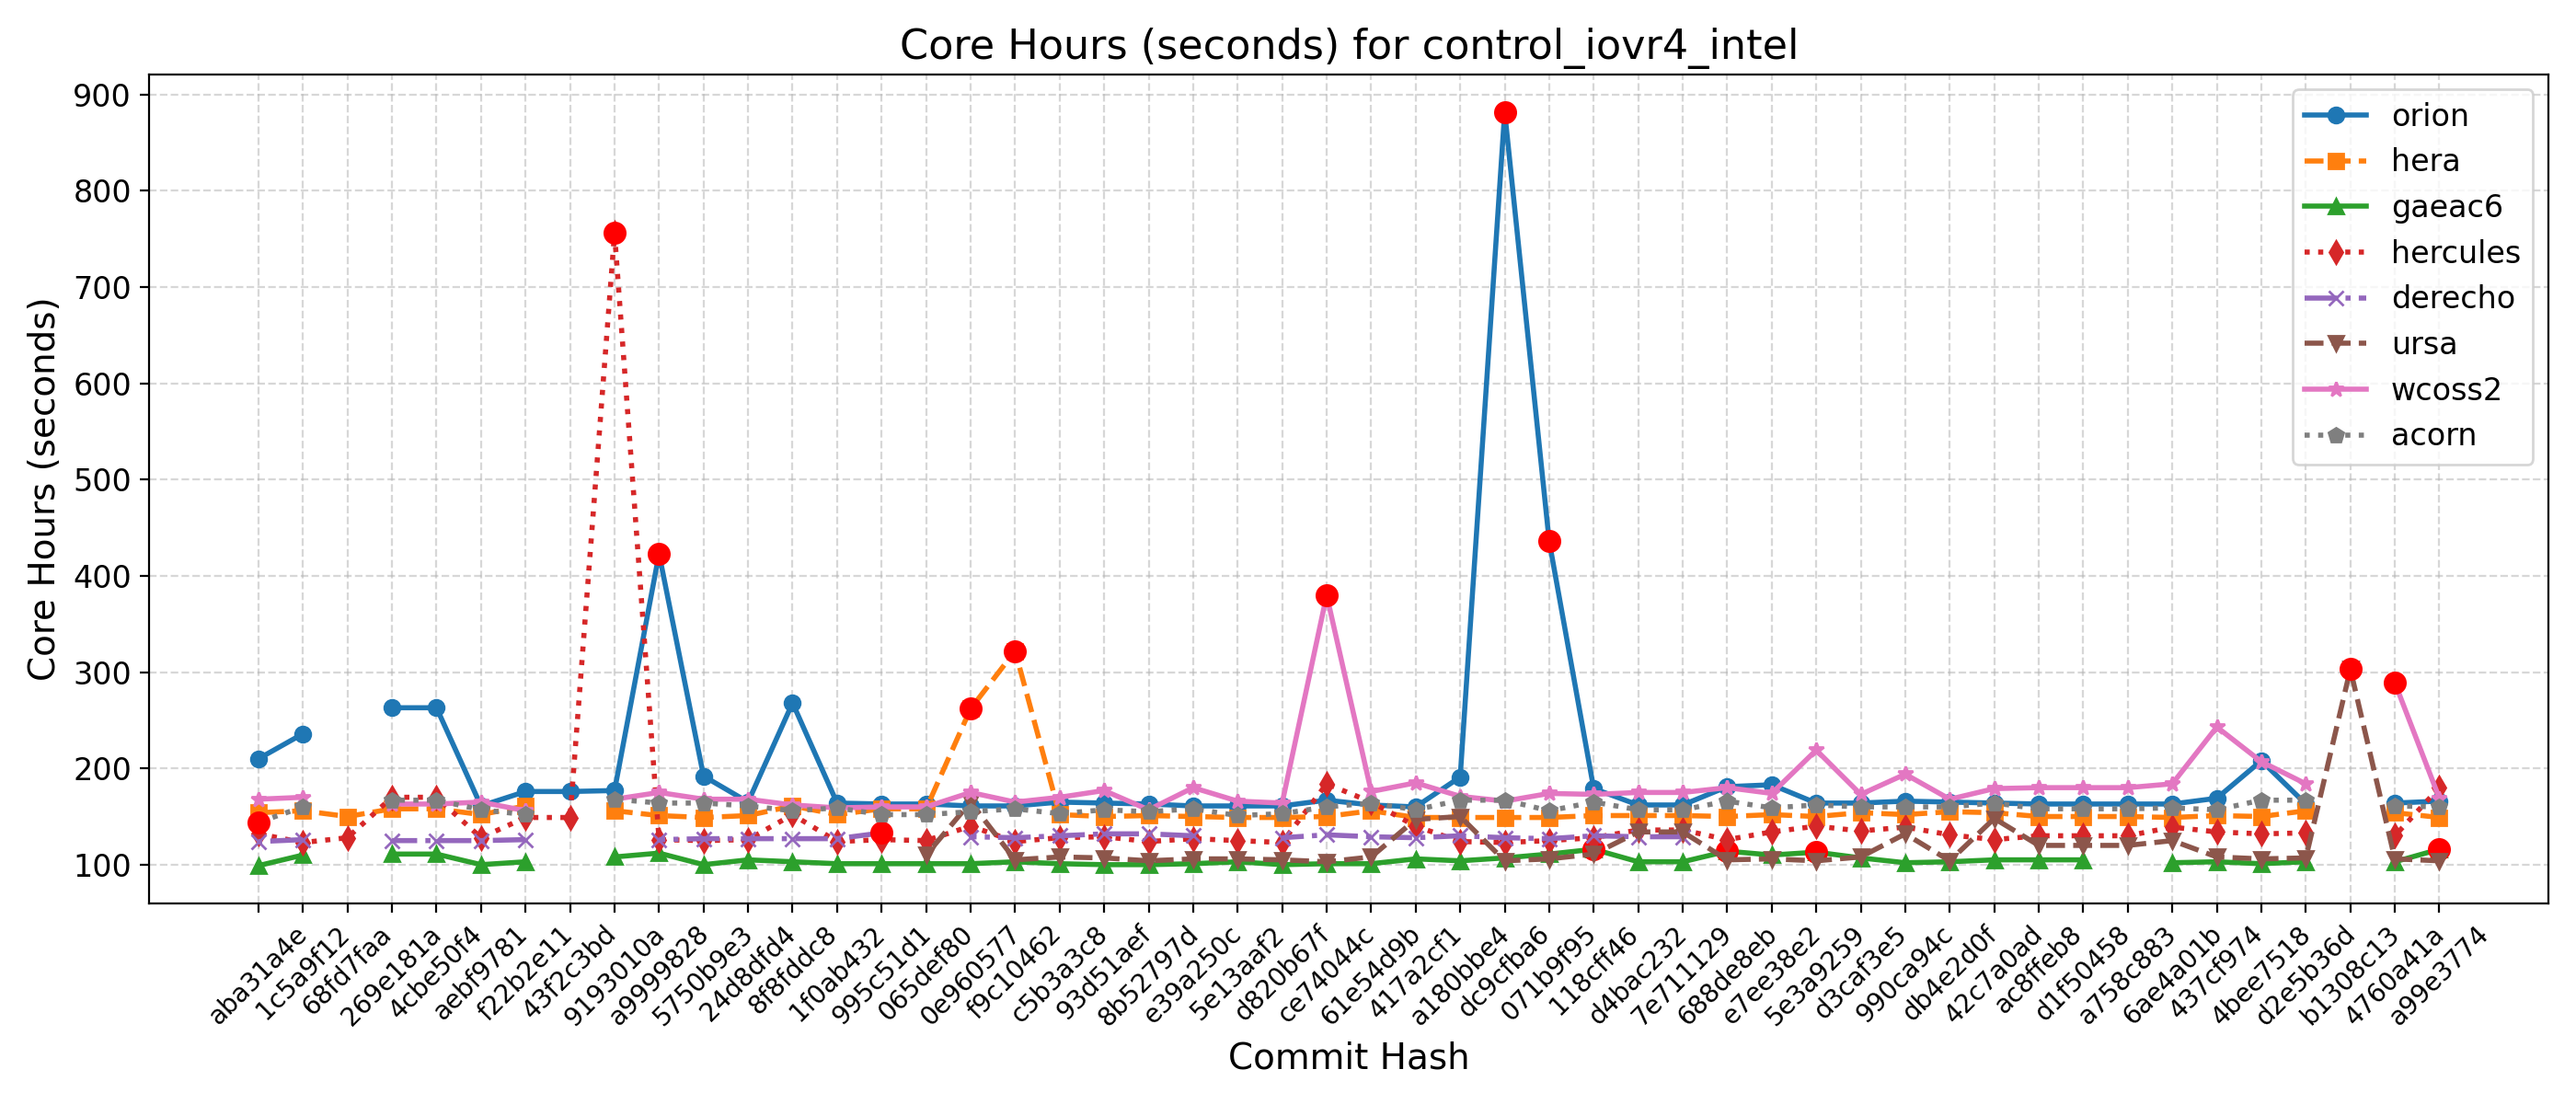 Core Hours (seconds) for control_iovr4_intel
Core Hours (seconds)
900
800
700
600
500
400
300
200
100
orion
hera
gaeac6
hercules
derecho
ursa
wcoss2
acorn
aba31a4e
1c5a9f12
68fd7faa
269e181a
4cbe50f4
aebf9781
f22b2e11
43f2c3bd
9193010a
a9999828
5750b9e3
24d8dfd4
8f8fddc8
1f0ab432
995c51d1
065def80
0e960577
f9c10462
c5b3a3c8
93d51aef
8b52797d
e39a250c
5e13aaf2
d820b67f
ce74044c
61e54d9b
417a2cf1
a180bbe4
dc9cfba6
071b9f95
118cff46
d4bac232
7e711129
688de8eb
e7ee38e2
5e3a9259
d3caf3e5
990ca94c
db4e2d0f
42c7a0ad
ac8ffeb8
d1f50458
a758c883
6ae4a01b
437cf974
4bee7518
d2e5b36d
b1308c13
4760a41a
a99e3774
Commit Hash